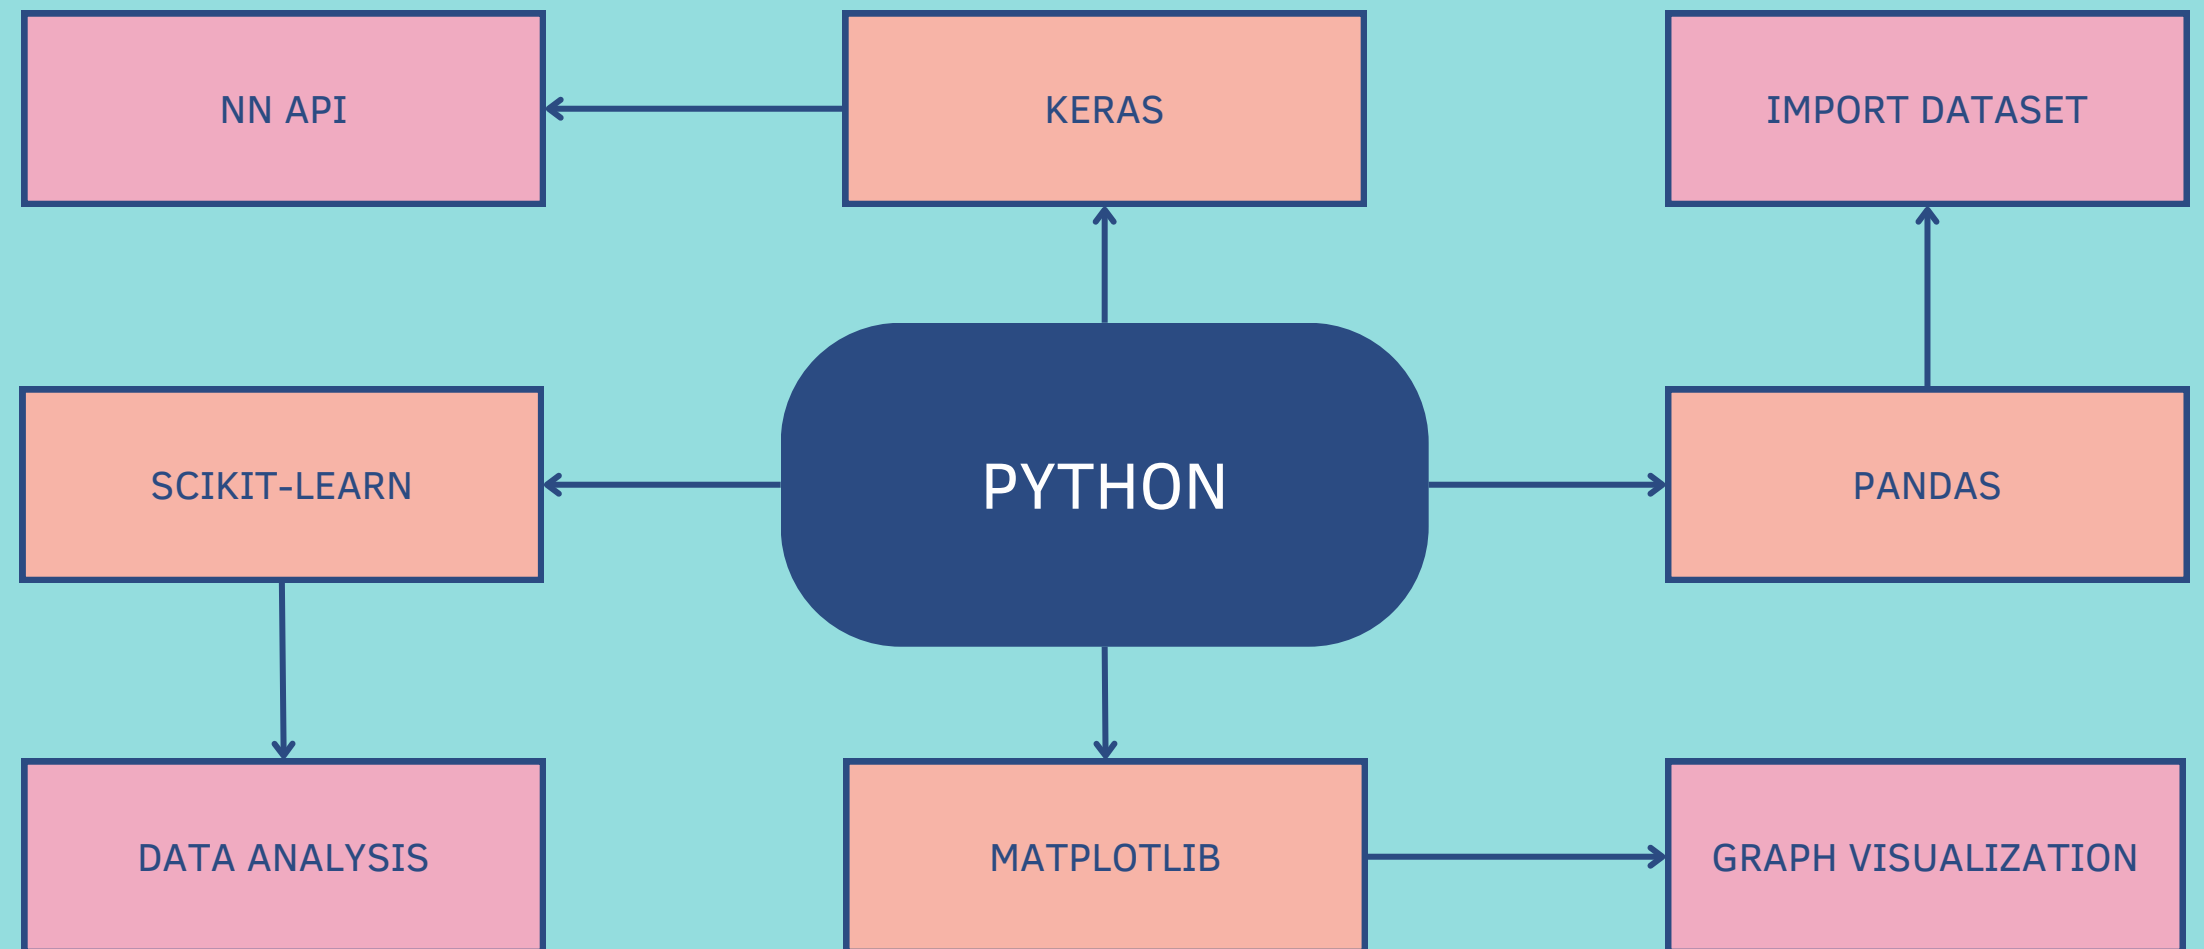 NN API
KERAS
IMPORT DATASET
SCIKIT-LEARN
PYTHON
PANDAS
DATA ANALYSIS
MATPLOTLIB
GRAPH VISUALIZATION